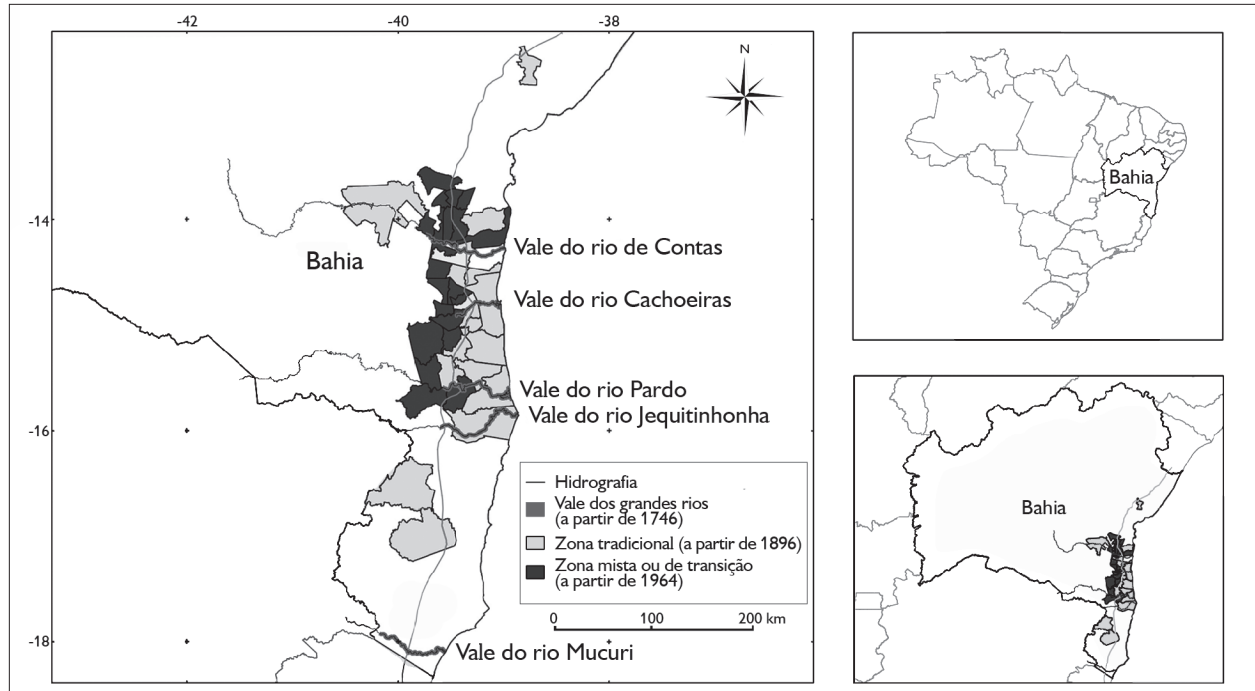 -42
-40
-38
N
-14
Bahia
Vale do rio de Contas
Vale do rio Cachoeiras
Vale do rio Pardo
Vale do rio Jequitinhonha
-16
Hidrografia
Vale dos grandes rios
(a partir de 1746)
Zona tradicional (a partir de 1896)
Zona mista ou de transição
(a partir de 1964)
0 100 200 km
-18
Vale do rio Mucuri
Bahia
Bahia